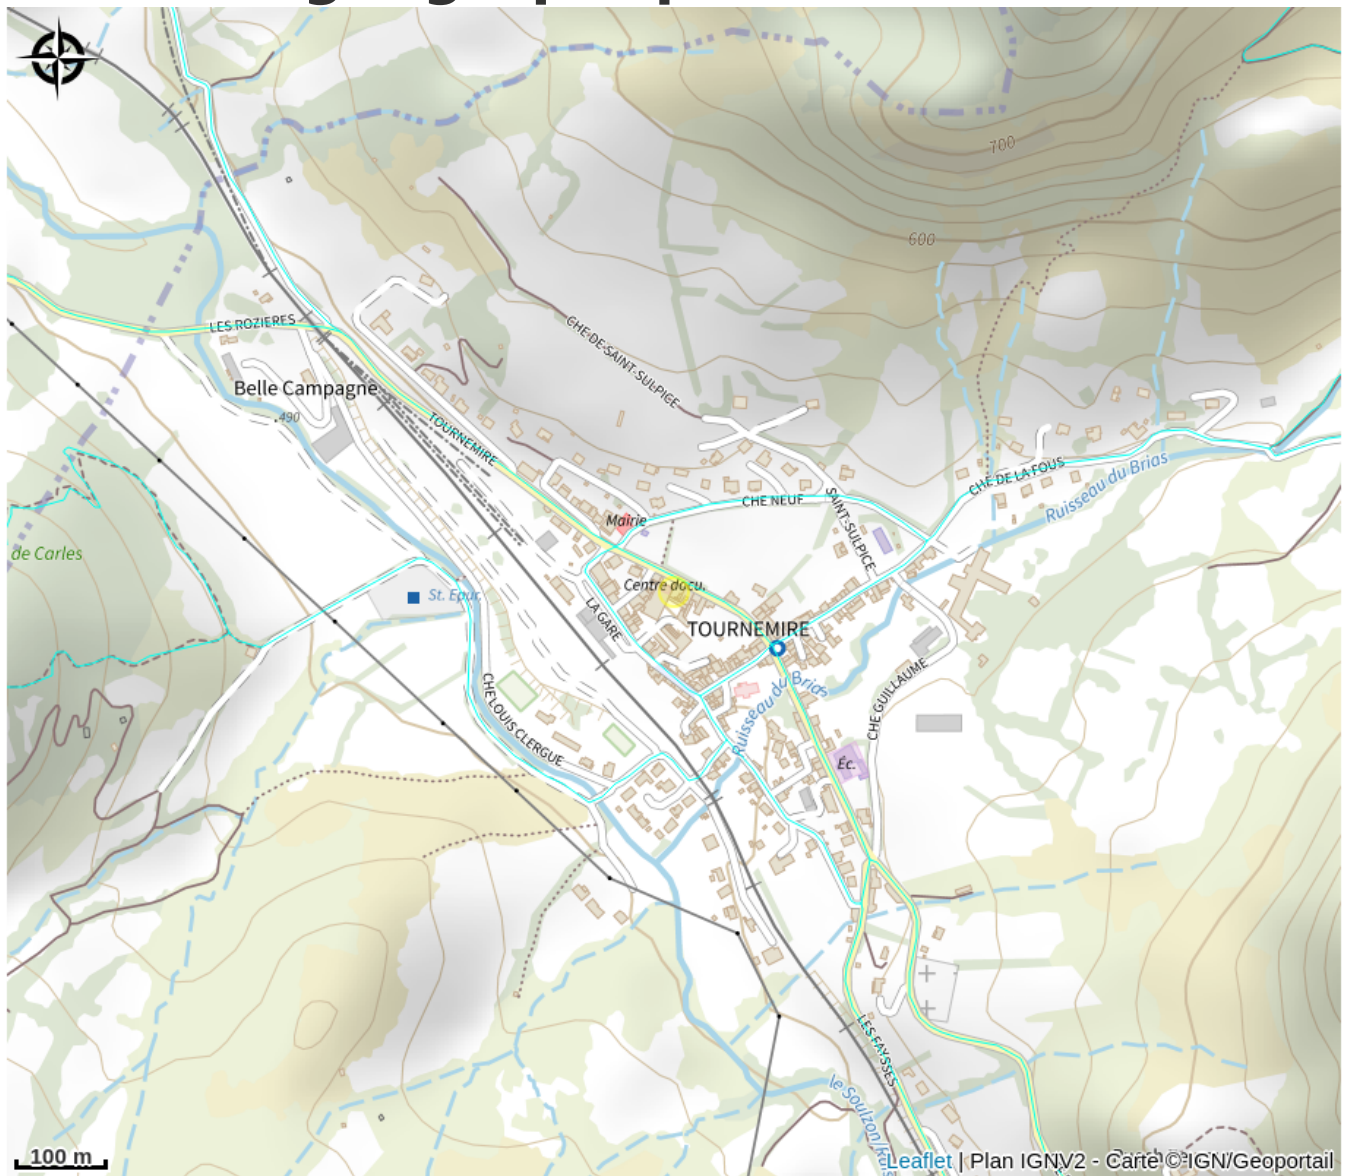 700
600
LES ROZIERES
CHE-DE-SAINT-SULPICE
Belle Campagne
.490
TOURNEMIRE
CHE DE LA FOUS
Ruisseau du Brias
CHE NEUF
SAINT-SULPICE
Mairie
de Carles
Centre docu.
St. Epur.
LA GARE
TOURNEMIRE
Ruisseau du Brias
CHE GUILLAUME
CHE LOUIS CLERGUE
Éc.
LES FAYSSES
le Soulzon/
100 m
Leaflet | Plan IGNV2 - Carte © IGN/Geoportail